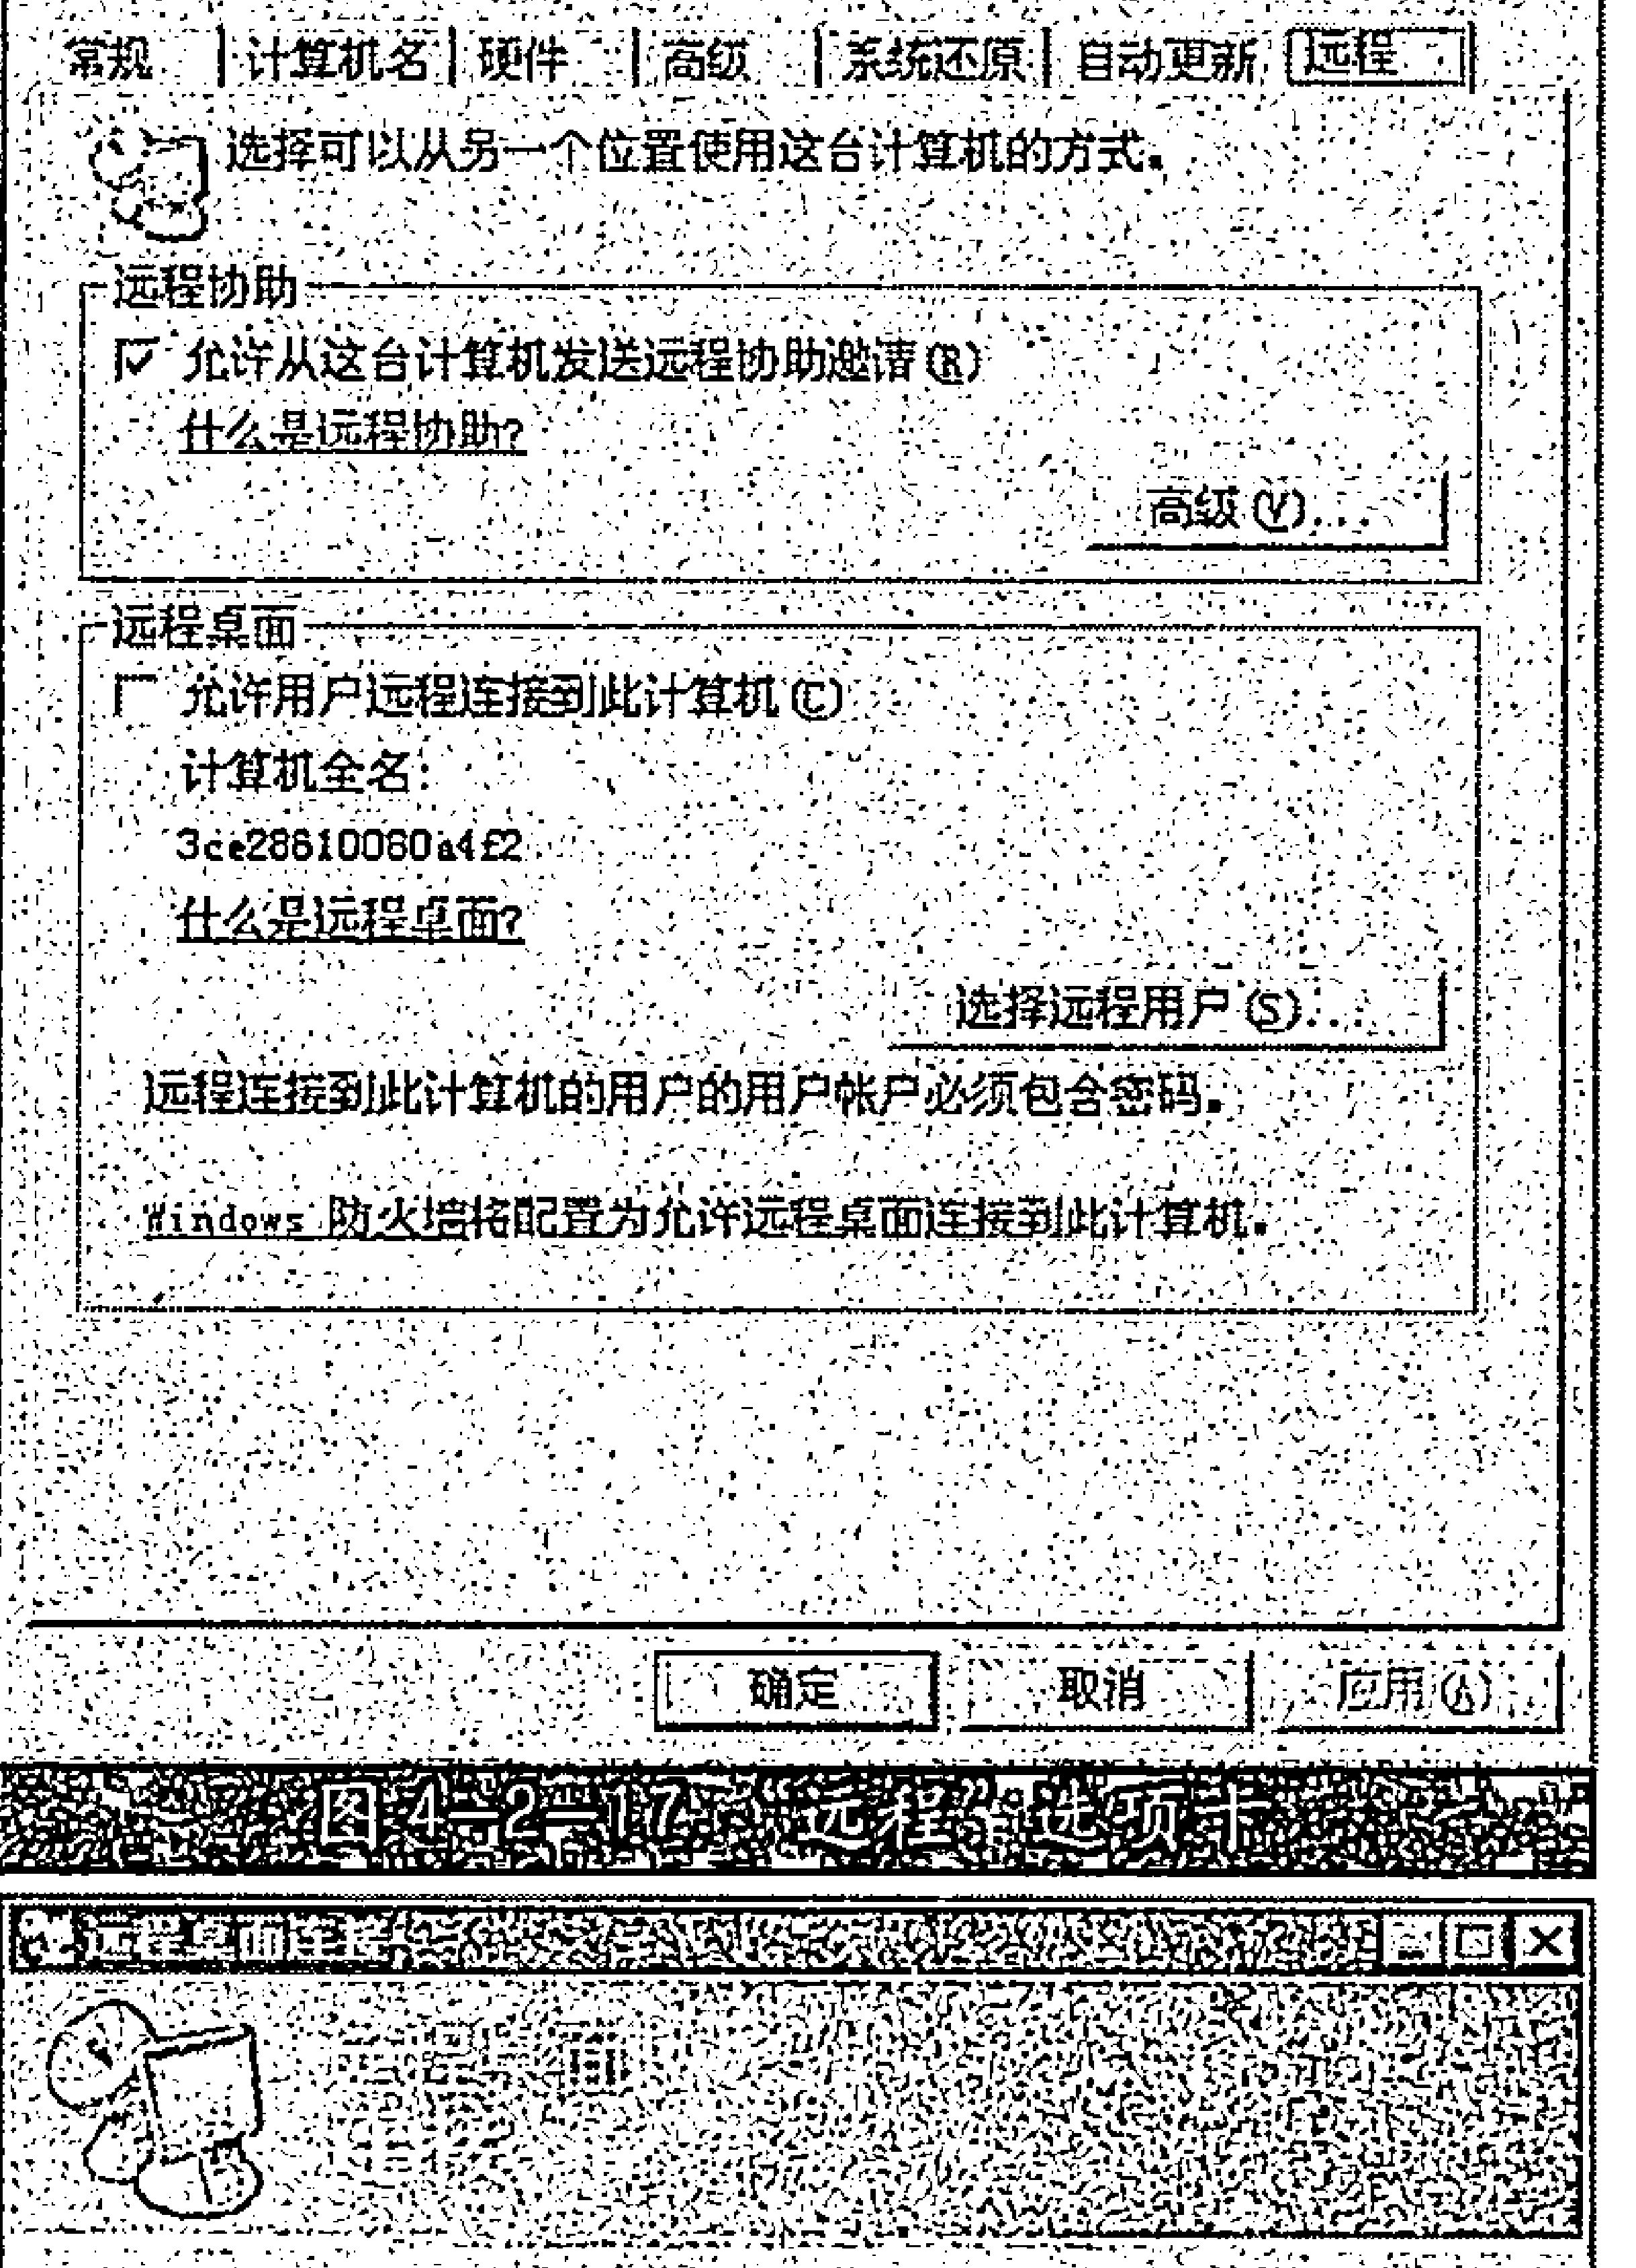 常规 计算机名 硬件 高级 系统还原 自动更新 远程
选择可以从另一个位置使用这台计算机的方式。
远程协助
允许从这台计算机发送远程协助邀请(R)
什么是远程协助?
高级(V)...
远程桌面
允许用户远程连接到此计算机(C)
计算机全名:
3ce28610080a4f2
什么是远程桌面?
选择远程用户(S)...
远程连接到此计算机的用户的用户帐户必须包含密码。
Windows 防火墙将配置为允许远程桌面连接到此计算机。
确定 取消 应用(A)
图4-2-17 “远程”选项卡
远程桌面连接